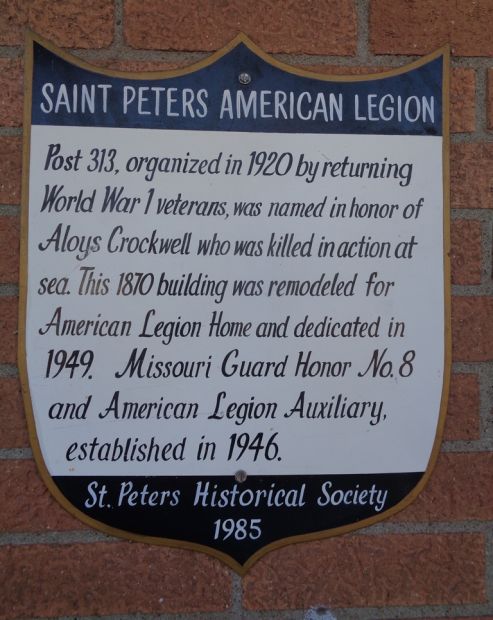 SAINT PETERS AMERICAN LEGION
Post 313, organized in 1920 by returning
World War 1 veterans, was named in honor of
Aloys Crockwell who was killed in action at
sea. This 1870 building was remodeled for
American Legion Home and dedicated in
1949. Missouri Guard Honor No. 8
and American Legion Auxiliary,
established in 1946.
St. Peters Historical Society
1985